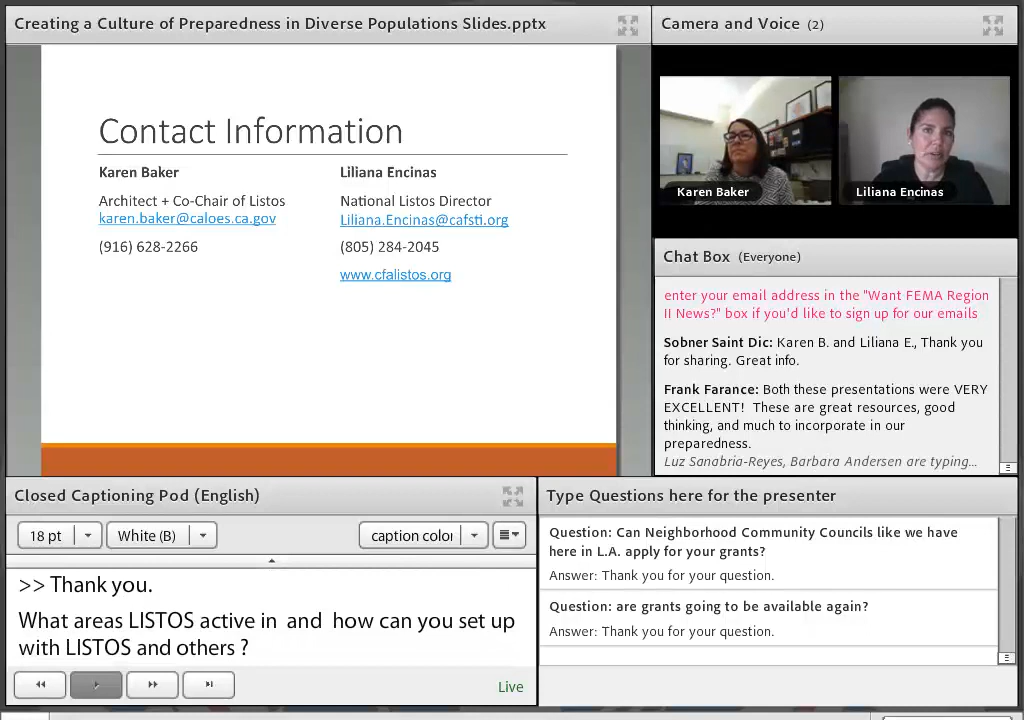 Creating a Culture of Preparedness in Diverse Populations Slides.pptx
Contact Information
Karen Baker
Architect + Co-Chair of Listos
karen.baker@caloes.ca.gov
(916) 628-2266
Liliana Encinas
National Listos Director
Liliana.Encinas@cafsti.org
(805) 284-2045
www.cfalistos.org
Camera and Voice (2)
Karen Baker
Liliana Encinas
Chat Box (Everyone)
enter your email address in the "Want FEMA Region
II News?" box if you'd like to sign up for our emails
Sobner Saint Dic: Karen B. and Liliana E., Thank you
for sharing. Great info.
Frank Farance: Both these presentations were VERY
EXCELLENT! These are great resources, good
thinking, and much to incorporate in our
preparedness.
Luz Sanabria-Reyes, Barbara Andersen are typing...
Closed Captioning Pod (English)
18 pt
White (B)
caption color
>> Thank you.
What areas LISTOS active in and how can you set up
with LISTOS and others ?
Live
Type Questions here for the presenter
Question: Can Neighborhood Community Councils like we have
here in L.A. apply for your grants?
Answer: Thank you for your question.
Question: are grants going to be available again?
Answer: Thank you for your question.